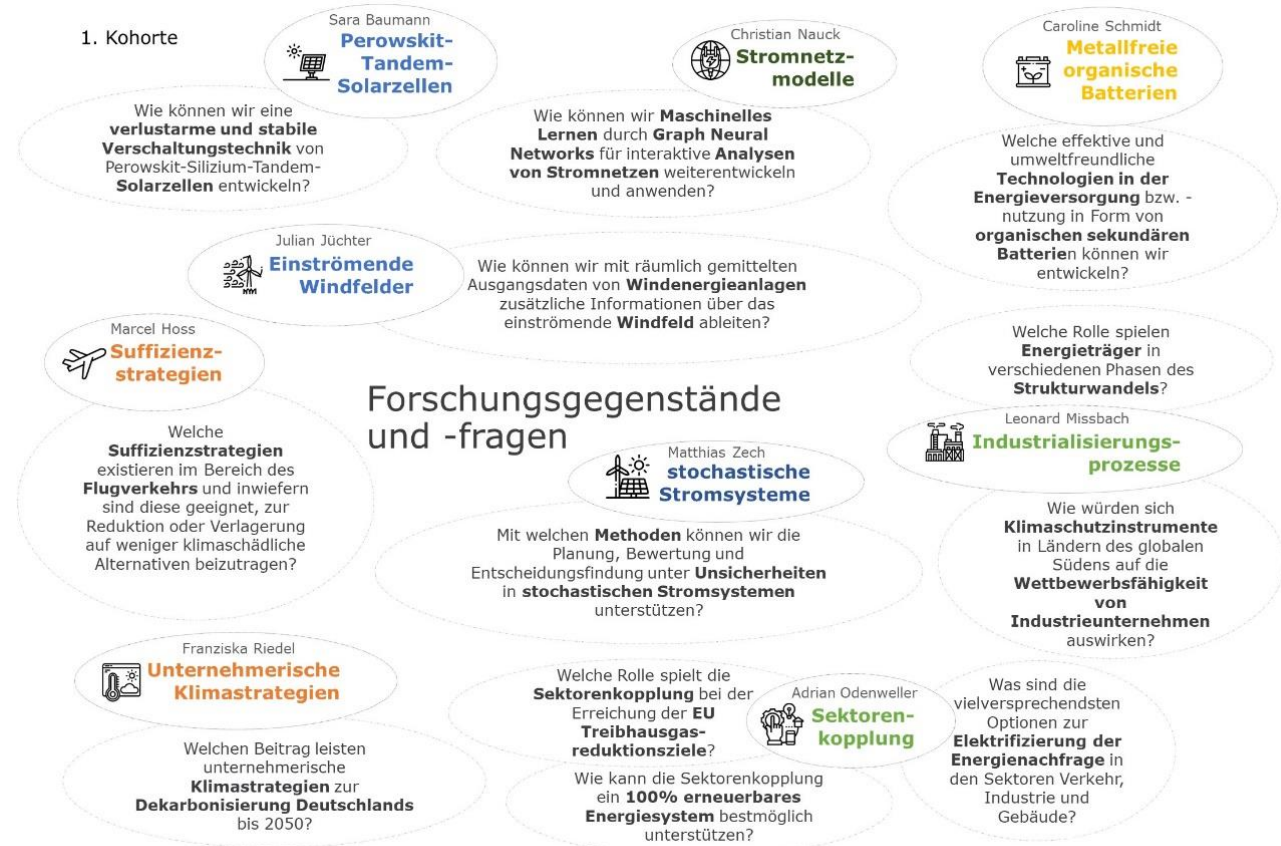 1. Kohorte
Sara Baumann
Perowskit-
Tandem-
Solarzellen
Wie können wir eine
verlustarme und stabile
Verschaltungstechnik von
Perowskit-Silizium-Tandem-
Solarzellen entwickeln?
Christian Nauck
Stromnetz-
modelle
Wie können wir Maschinelles
Lernen durch Graph Neural
Networks für interaktive Analysen
von Stromnetzen weiterentwickeln
und anwenden?
Caroline Schmidt
Metallfreie
organische
Batterien
Welche effektive und
umweltfreundliche
Technologien in der
Energieversorgung bzw. -
nutzung in Form von
organischen sekundären
Batterien können wir
entwickeln?
Julian Jüchter
Einströmende
Windfelder
Wie können wir mit räumlich gemittelten
Ausgangsdaten von Windenergieanlagen
zusätzliche Informationen über das
einströmende Windfeld ableiten?
Marcel Hoss
Suffizienz-
strategien
Welche
Suffizienzstrategien
existieren im Bereich des
Flugverkehrs und inwiefern
sind diese geeignet, zur
Reduktion oder Verlagerung
auf weniger klimaschädliche
Alternativen beizutragen?
Forschungsgegenstände
und -fragen
Welche Rolle spielen
Energieträger in
verschiedenen Phasen des
Strukturwandels?
Leonard Missbach
Industrialisierungs-
prozesse
Wie würden sich
Klimaschutzinstrumente
in Ländern des globalen
Südens auf die
Wettbewerbsfähigkeit
von
Industrieunternehmen
auswirken?
Matthias Zech
stochastische
Stromsysteme
Mit welchen Methoden können wir die
Planung, Bewertung und
Entscheidungsfindung unter Unsicherheiten
in stochastischen Stromsystemen
unterstützen?
Franziska Riedel
Unternehmerische
Klimastrategien
Welchen Beitrag leisten
unternehmerische
Klimastrategien zur
Dekarbonisierung Deutschlands
bis 2050?
Welche Rolle spielt die
Sektorenkopplung bei der
Erreichung der EU
Treibhausgas-
reduktionsziele?
Adrian Odenweller
Sektoren-
kopplung
Wie kann die Sektorenkopplung
ein 100% erneuerbares
Energiesystem bestmöglich
unterstützen?
Was sind die
vielversprechendsten
Optionen zur
Elektrifizierung der
Energienachfrage in
den Sektoren Verkehr,
Industrie und
Gebäude?